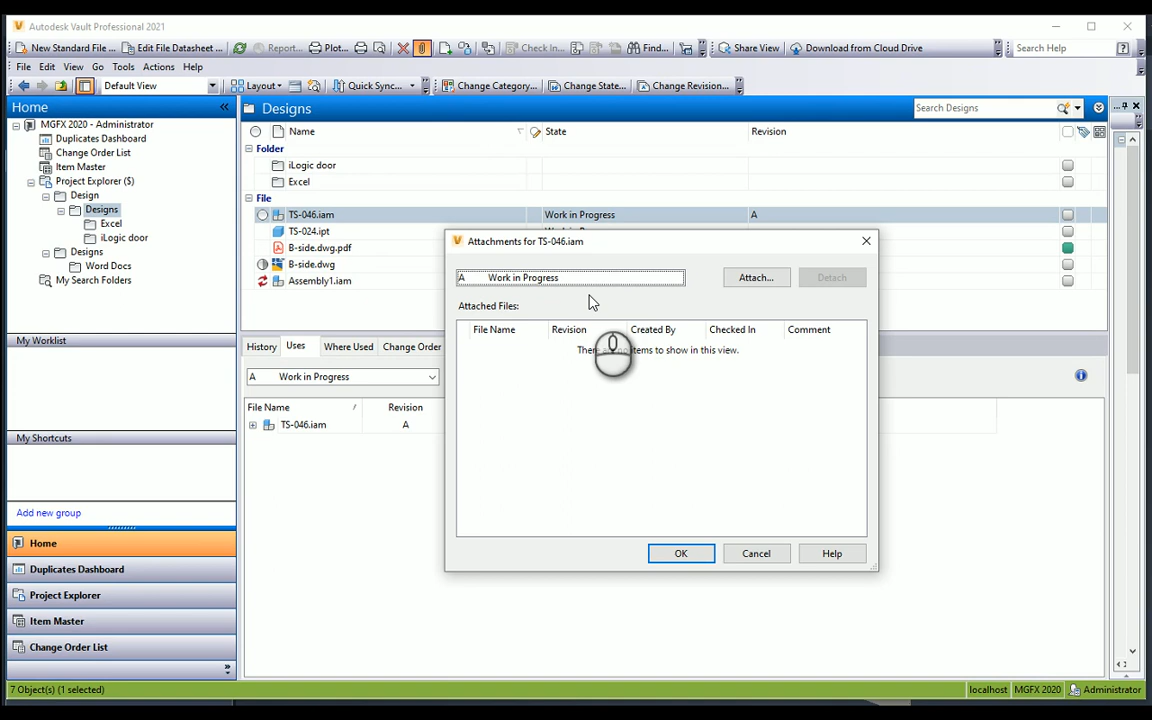 Autodesk Vault Professional 2021
New Standard File ... Edit File Datasheet ... Report... Plot... Check In... Find... Share View Download from Cloud Drive Search Help
File Edit View Go Tools Actions Help
Default View Layout Quick Sync... Change Category... Change State... Change Revision...
Home
Designs
Search Designs
MGFX 2020 - Administrator
Duplicates Dashboard
Change Order List
Item Master
Project Explorer ($)
Design
Designs
Excel
iLogic door
Designs
Word Docs
My Search Folders
Name State Revision
Folder
iLogic door
Excel
File
TS-046.iam Work in Progress A
TS-024.ipt
B-side.dwg.pdf
B-side.dwg
Assembly1.iam
Attachments for TS-046.iam
A Work in Progress
Attach... Detach
Attached Files:
File Name Revision Created By Checked In Comment
items to show in this view.
OK Cancel Help
My Worklist
My Shortcuts
Add new group
History Uses Where Used Change Order
A Work in Progress
File Name Revision
TS-046.iam A
Home
Duplicates Dashboard
Project Explorer
Item Master
Change Order List
7 Object(s) (1 selected)
localhost MGFX 2020 Administrator